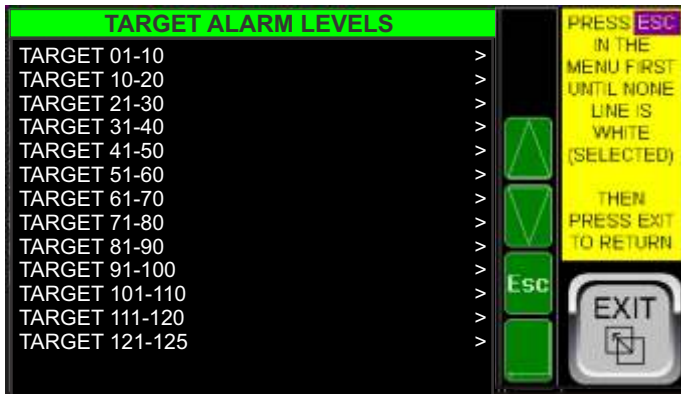 TARGET ALARM LEVELS
TARGET 01-10 >
TARGET 10-20 >
TARGET 21-30 >
TARGET 31-40 >
TARGET 41-50 >
TARGET 51-60 >
TARGET 61-70 >
TARGET 71-80 >
TARGET 81-90 >
TARGET 91-100 >
TARGET 101-110 >
TARGET 111-120 >
TARGET 121-125 >
Esc
PRESS ESC
IN THE
MENU FIRST
UNTIL NONE
LINE IS
WHITE
(SELECTED)
THEN
PRESS EXIT
TO RETURN
EXIT